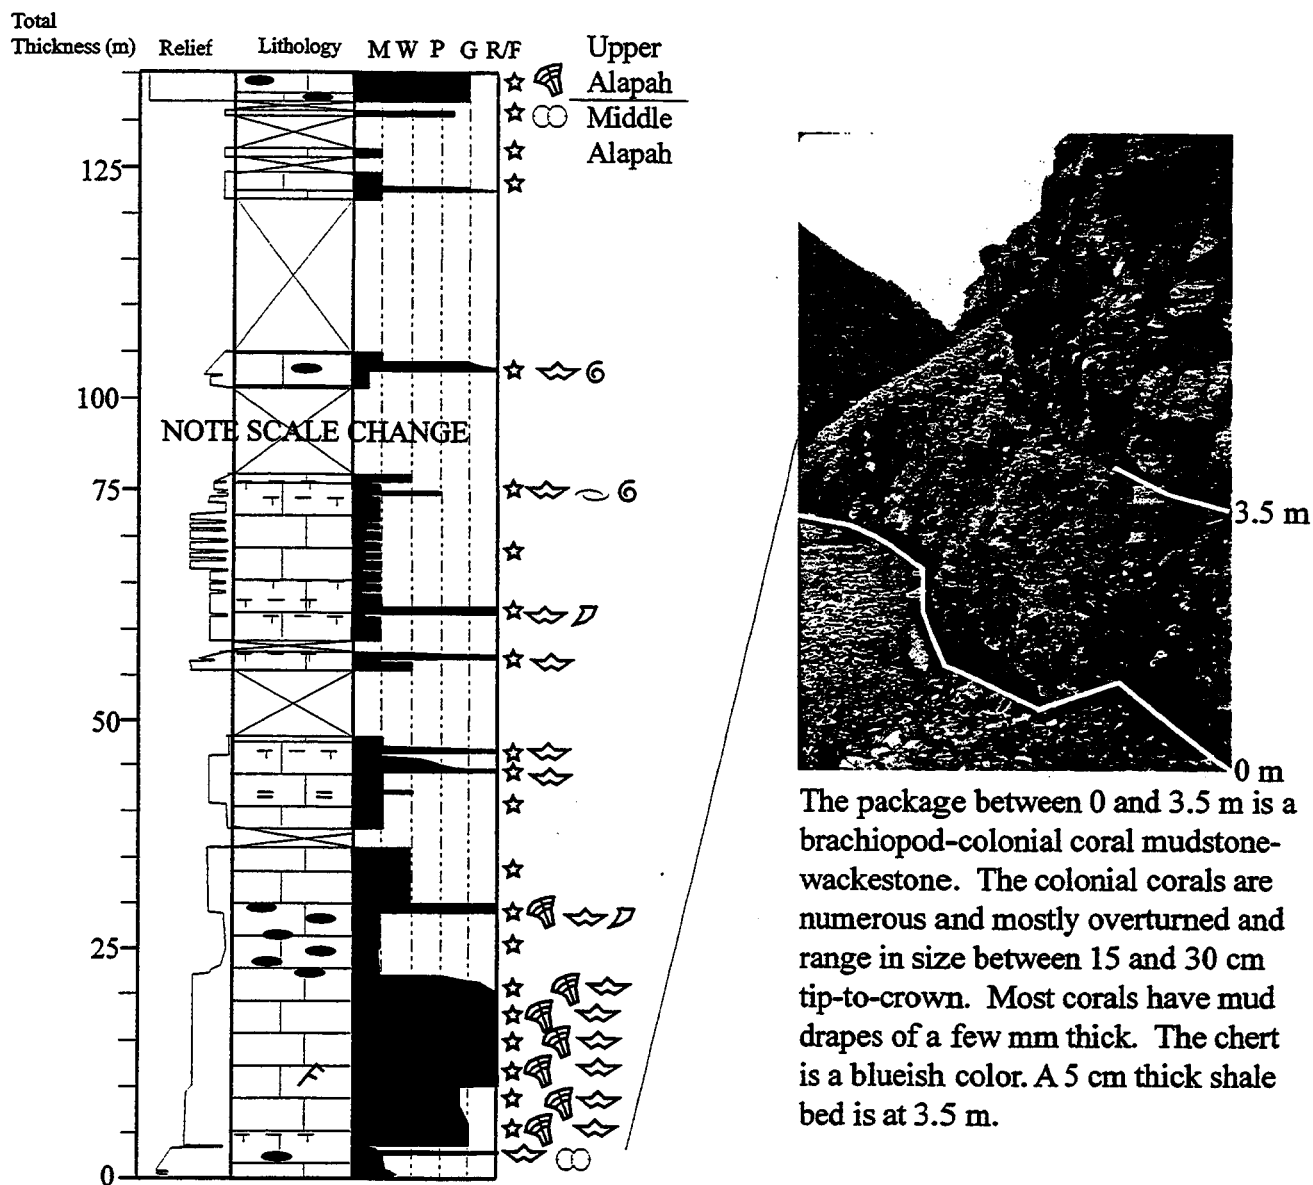 Total
Thickness (m) Relief Lithology M W P G R/F
Upper
Alapah
Middle
Alapah
125
100
NOTE SCALE CHANGE
75
50
25
0
3.5 m
0 m
The package between 0 and 3.5 m is a
brachiopod-colonial coral mudstone-
wackestone. The colonial corals are
numerous and mostly overturned and
range in size between 15 and 30 cm
tip-to-crown. Most corals have mud
drapes of a few mm thick. The chert
is a blueish color. A 5 cm thick shale
bed is at 3.5 m.